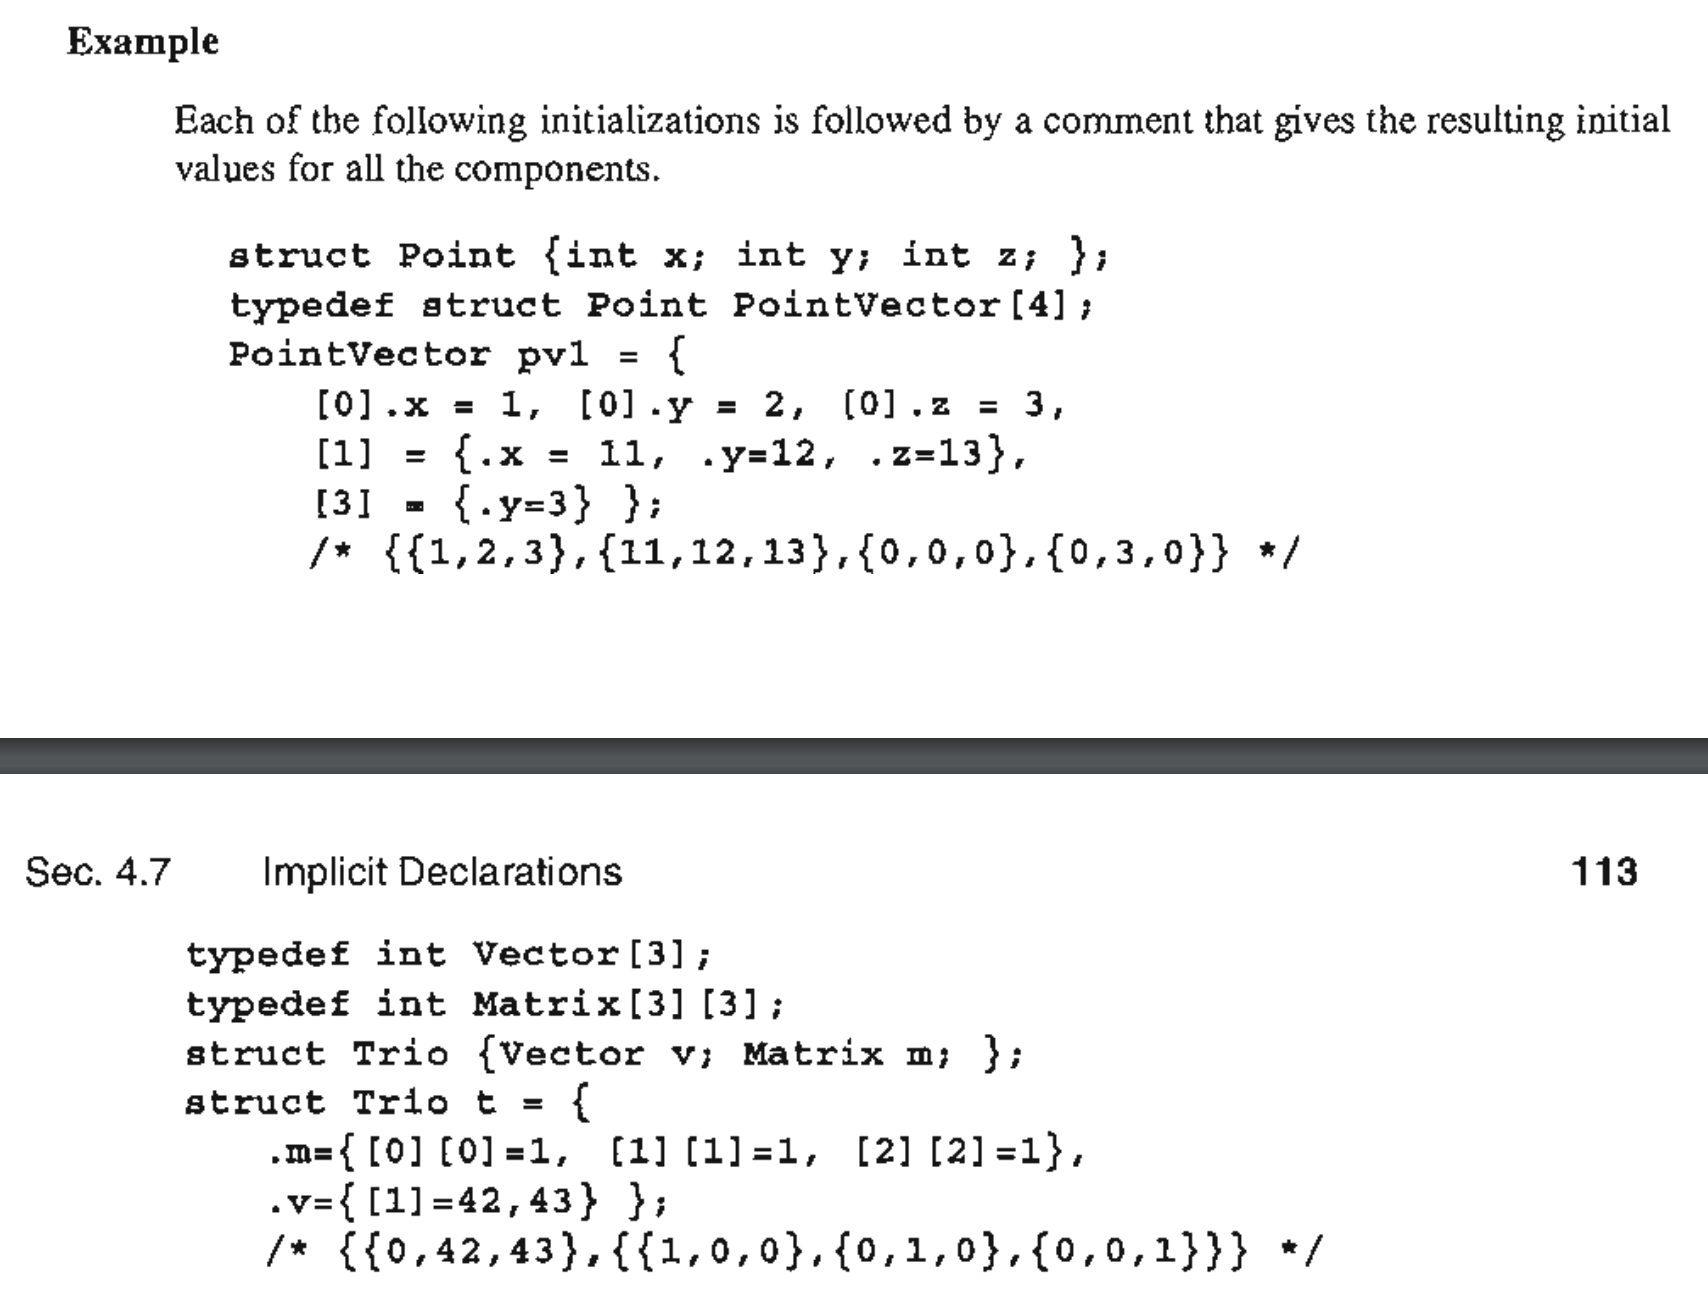 Example
Each of the following initializations is followed by a comment that gives the resulting initial
values for all the components.
struct Point {int x; int y; int z; };
typedef struct Point PointVector[4];
PointVector pv1 = {
[0].x = 1, [0].y = 2, [0].z = 3,
[1] = {.x = 11, .y=12, .z=13},
[3] = {.y=3} };
/* {{1,2,3},{11,12,13},{0,0,0},{0,3,0}} */
Sec. 4.7 Implicit Declarations 113
typedef int Vector[3];
typedef int Matrix[3][3];
struct Trio {Vector v; Matrix m; };
struct Trio t = {
.m={[0][0]=1, [1][1]=1, [2][2]=1},
.v={[1]=42,43} };
/* {{0,42,43},{{1,0,0},{0,1,0},{0,0,1}}} */